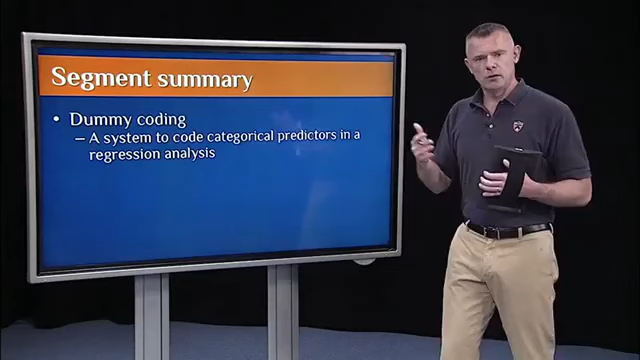 Segment summary
• Dummy coding
– A system to code categorical predictors in a
regression analysis